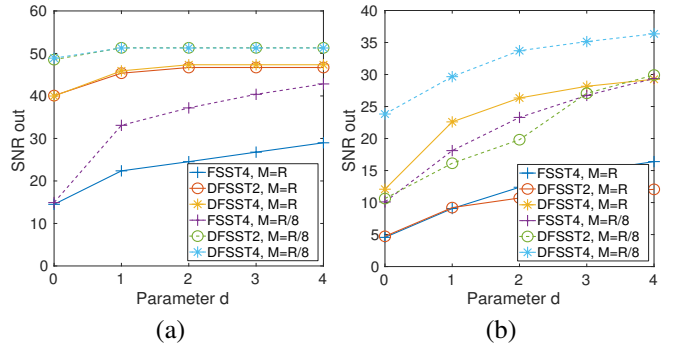 60
50
40
30
20
10
0
SNR out
FSST4, M=R
DFSST2, M=R
DFSST4, M=R
FSST4, M=R/8
DFSST2, M=R/8
DFSST4, M=R/8
0 1 2 3 4
Parameter d
(a)
40
35
30
25
20
15
10
5
0
SNR out
FSST4, M=R
DFSST2, M=R
DFSST4, M=R
FSST4, M=R/8
DFSST2, M=R/8
DFSST4, M=R/8
0 1 2 3 4
Parameter d
(b)